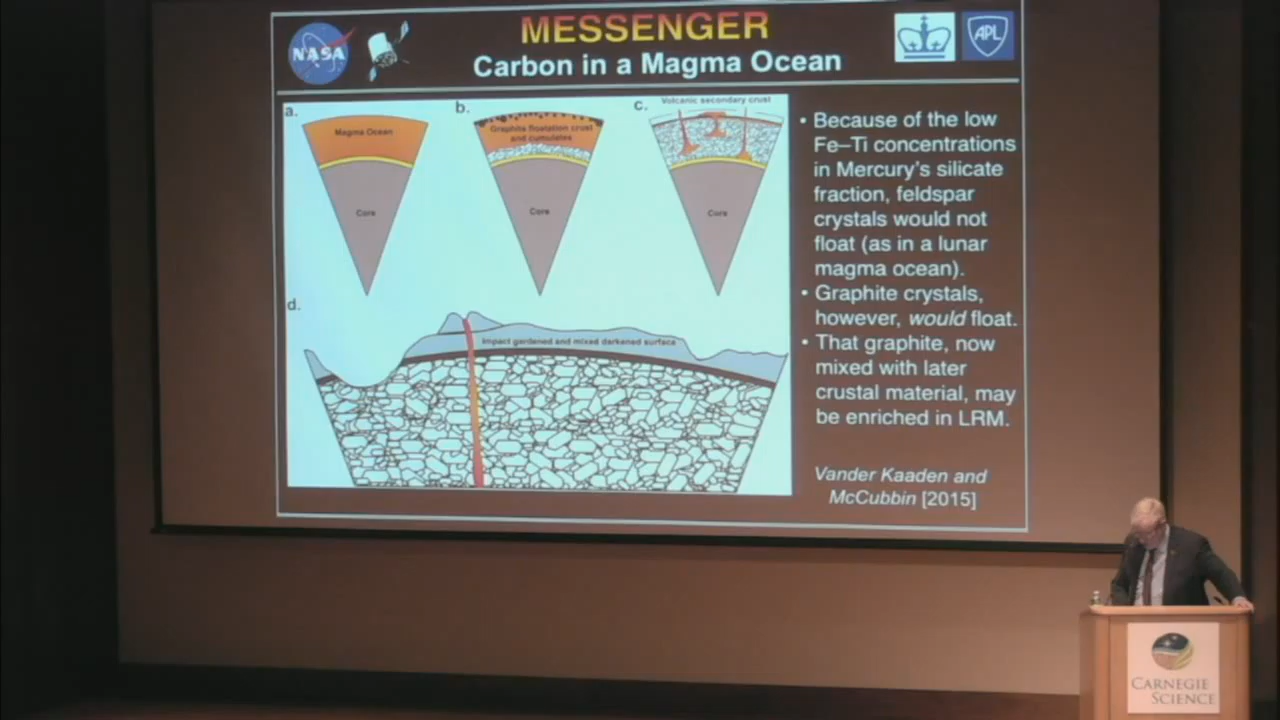 NASA
MESSENGER
Carbon in a Magma Ocean
APL
a.
Magma Ocean
Core
b.
Graphite floatation crust
and cumulates
Core
c.
Volcanic secondary crust
Core
d.
Impact gardened and mixed darkened surface
• Because of the low
Fe–Ti concentrations
in Mercury's silicate
fraction, feldspar
crystals would not
float (as in a lunar
magma ocean).
• Graphite crystals,
however, would float.
• That graphite, now
mixed with later
crustal material, may
be enriched in LRM.
Vander Kaaden and
McCubbin [2015]
CARNEGIE
SCIENCE